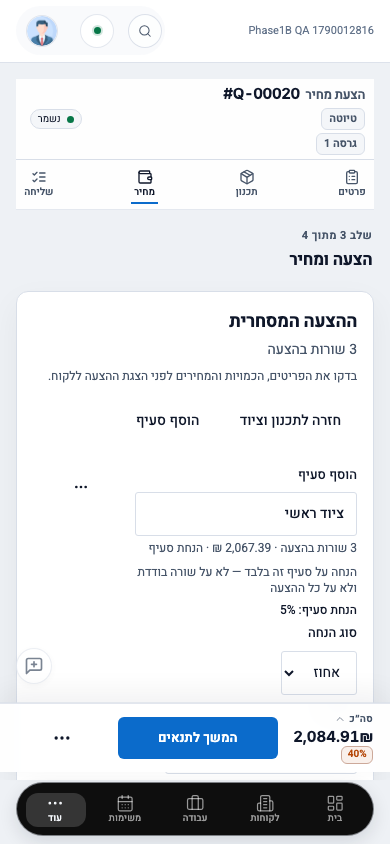 Phase1B QA 1790012816
הצעת מחיר #Q-00020
טיוטה
נשמר
גרסה 1
פרטים
תכנון
מחיר
שליחה
שלב 3 מתוך 4
הצעה ומחיר
ההצעה המסחרית
3 שורות בהצעה
בדקו את הפריטים, הכמויות והמחירים לפני הצגת ההצעה ללקוח.
חזרה לתכנון וציוד
הוסף סעיף
הוסף סעיף
...
ציוד ראשי
3 שורות בהצעה · 2,067.39 ₪ · הנחת סעיף
הנחה על סעיף זה בלבד — לא על שורה בודדת
ולא על כל ההצעה
הנחת סעיף: 5%
סוג הנחה
אחוז
סה״כ
2,084.91₪
40%
המשך לתנאים
...
בית
לקוחות
עבודה
משימות
עוד